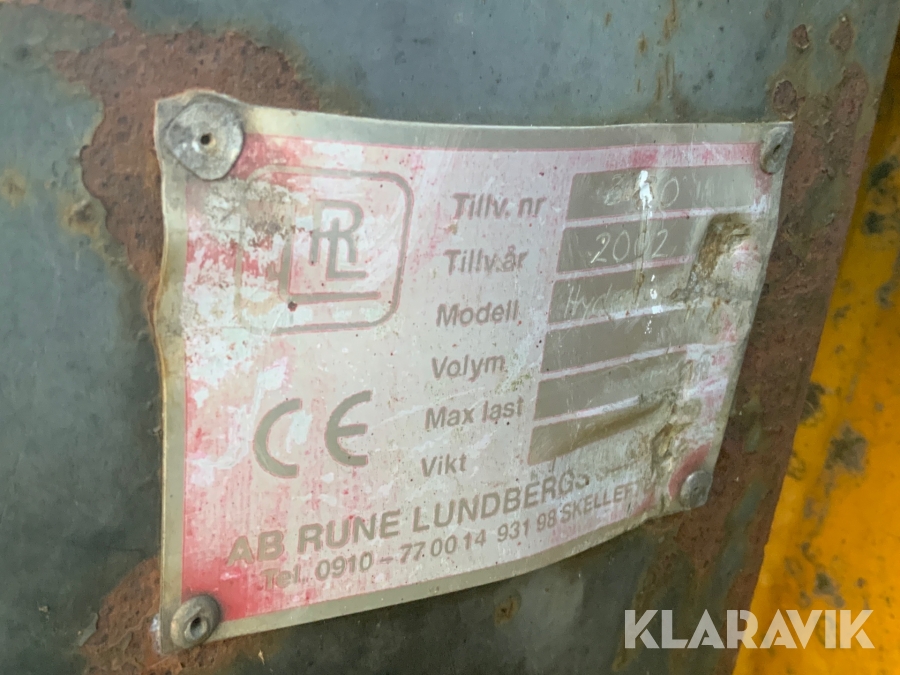 RL
Tillv. nr
Tillv.år 2002
Modell
Volym
Max last
Vikt
CE
AB RUNE LUNDBERGS
Tel. 0910-77 00 14 931 98
KLARAVIK